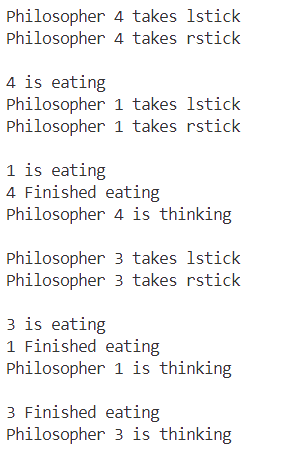 Philosopher 4 takes lstick
Philosopher 4 takes rstick
4 is eating
Philosopher 1 takes lstick
Philosopher 1 takes rstick
1 is eating
4 Finished eating
Philosopher 4 is thinking
Philosopher 3 takes lstick
Philosopher 3 takes rstick
3 is eating
1 Finished eating
Philosopher 1 is thinking
3 Finished eating
Philosopher 3 is thinking